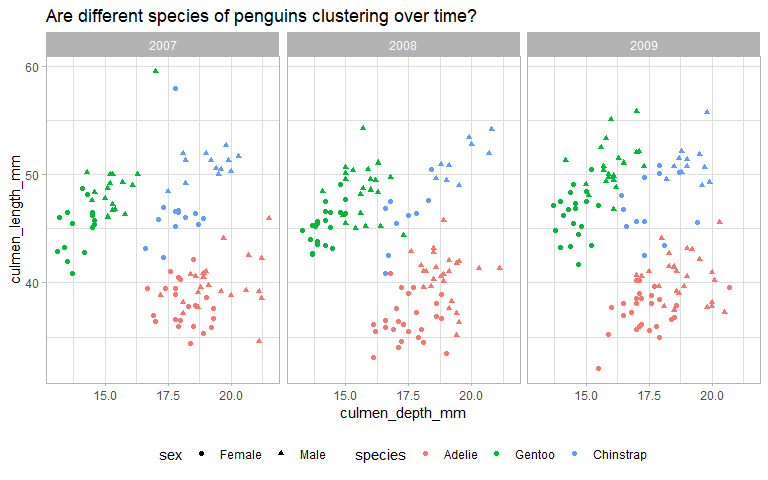 Are different species of penguins clustering over time?
2007 2008 2009
60
50
40
culmen_length_mm
15.0 17.5 20.0 15.0 17.5 20.0 15.0 17.5 20.0
culmen_depth_mm
sex Female Male species Adelie Gentoo Chinstrap